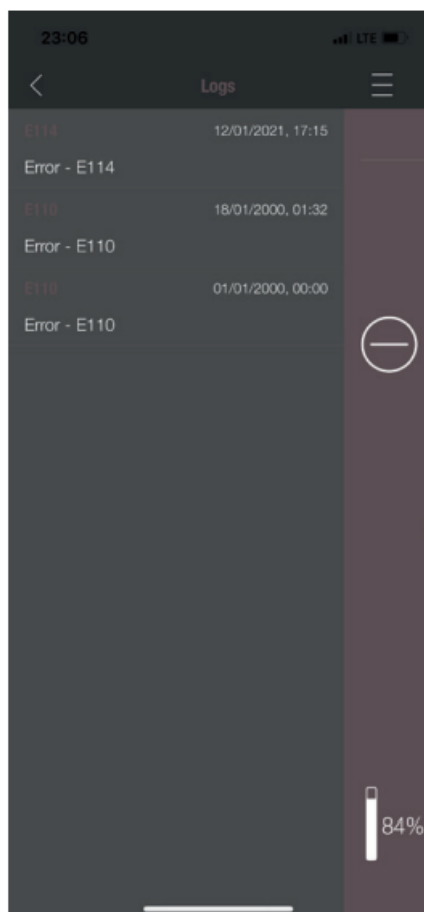 23:06
LTE
Logs
E114
12/01/2021, 17:15
Error - E114
E110
18/01/2000, 01:32
Error - E110
E110
01/01/2000, 00:00
Error - E110
84%